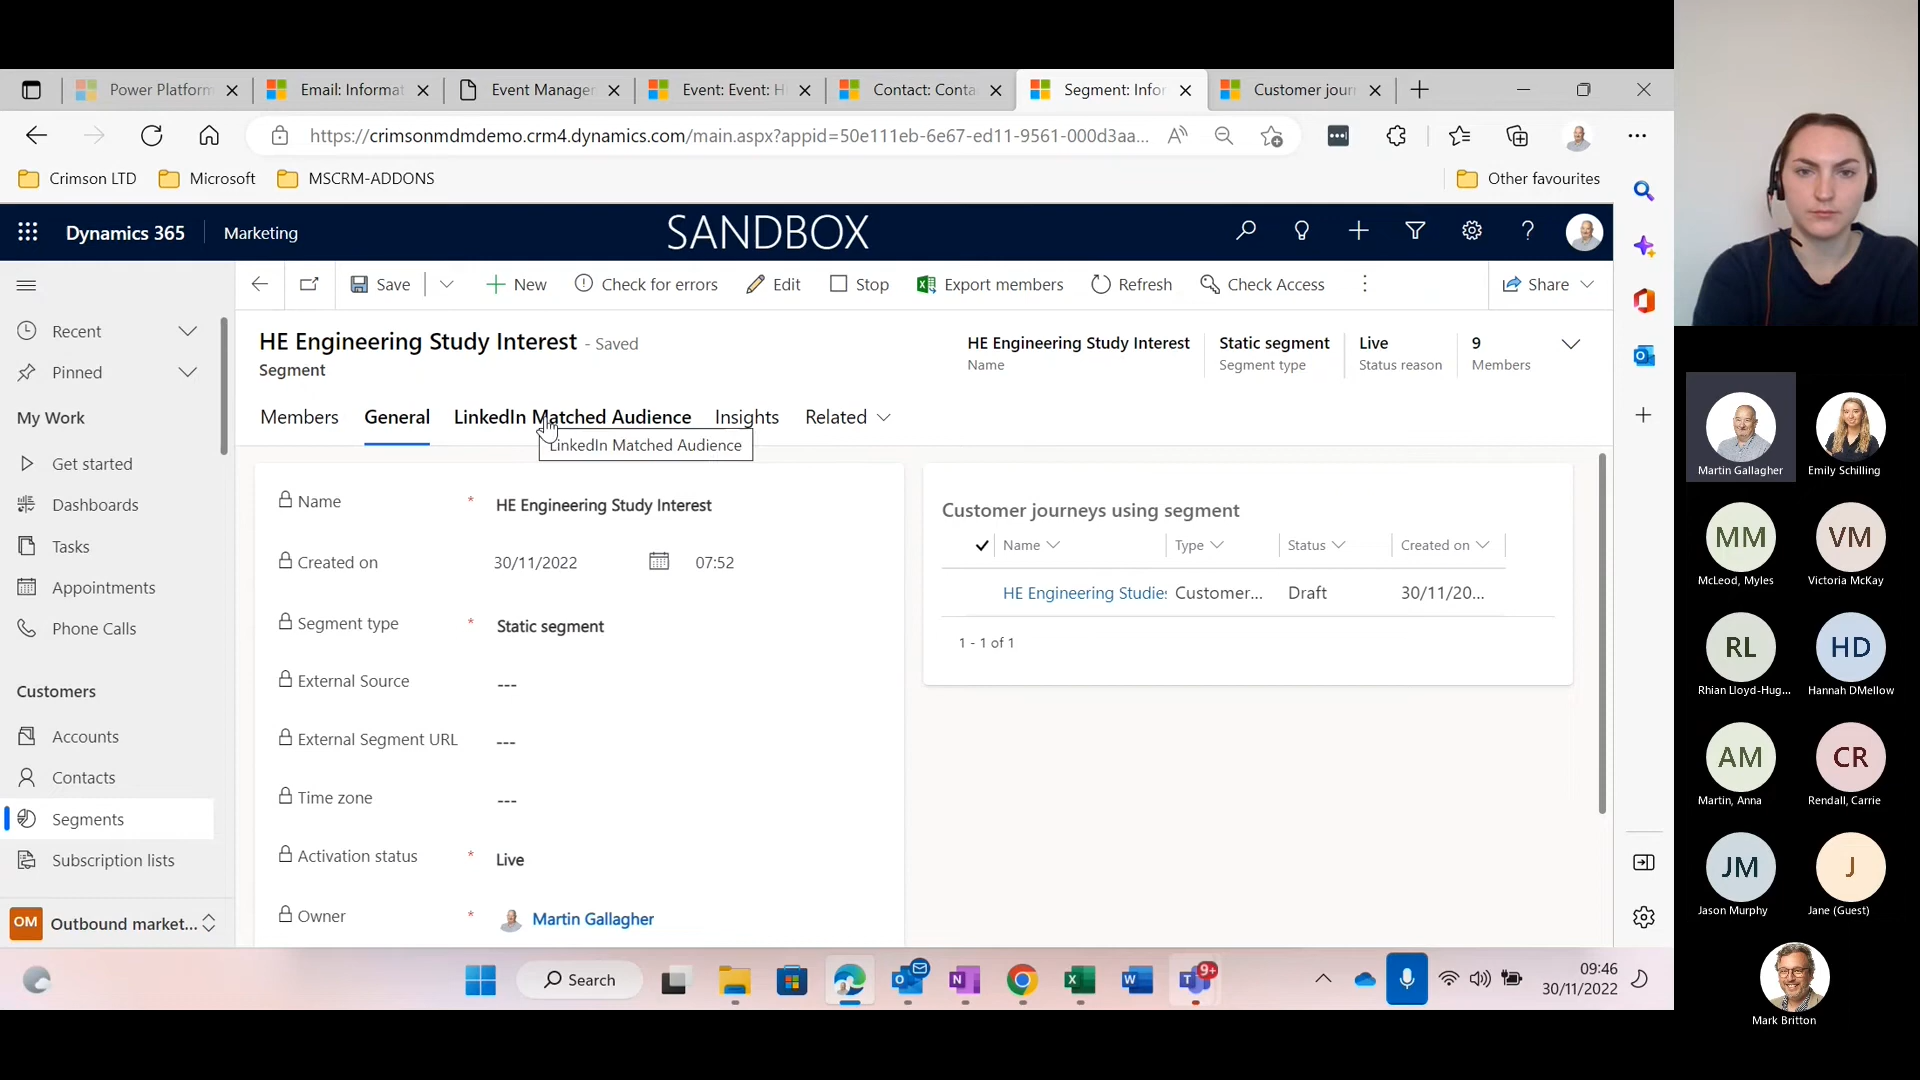 Power Platform
Email: Informat
Event Manage
Event: Event: H
Contact: Conta
Segment: Info
Customer jour
https://crimsonmdmdemo.crm4.dynamics.com/main.aspx?appid=50e111eb-6e67-ed11-9561-000d3aa...
Crimson LTD
Microsoft
MSCRM-ADDONS
Other favourites
Dynamics 365
Marketing
SANDBOX
Save
New
Check for errors
Edit
Stop
Export members
Refresh
Check Access
Share
HE Engineering Study Interest - Saved
Segment
HE Engineering Study Interest
Name
Static segment
Segment type
Live
Status reason
9
Members
Members
General
LinkedIn Matched Audience
Insights
Related
LinkedIn Matched Audience
Recent
Pinned
My Work
Get started
Dashboards
Tasks
Appointments
Phone Calls
Customers
Accounts
Contacts
Segments
Subscription lists
OM Outbound market...
Name * HE Engineering Study Interest
Created on 30/11/2022 07:52
Segment type * Static segment
External Source ---
External Segment URL ---
Time zone ---
Activation status * Live
Owner * Martin Gallagher
Customer journeys using segment
Name Type Status Created on
HE Engineering Studies Customer... Draft 30/11/20...
1 - 1 of 1
Search
9+
09:46
30/11/2022
Martin Gallagher
Emily Schilling
MM
McLeod, Myles
VM
Victoria McKay
RL
Rhian Lloyd-Hug...
HD
Hannah DMellow
AM
Martin, Anna
CR
Rendall, Carrie
JM
Jason Murphy
J
Jane (Guest)
Mark Britton